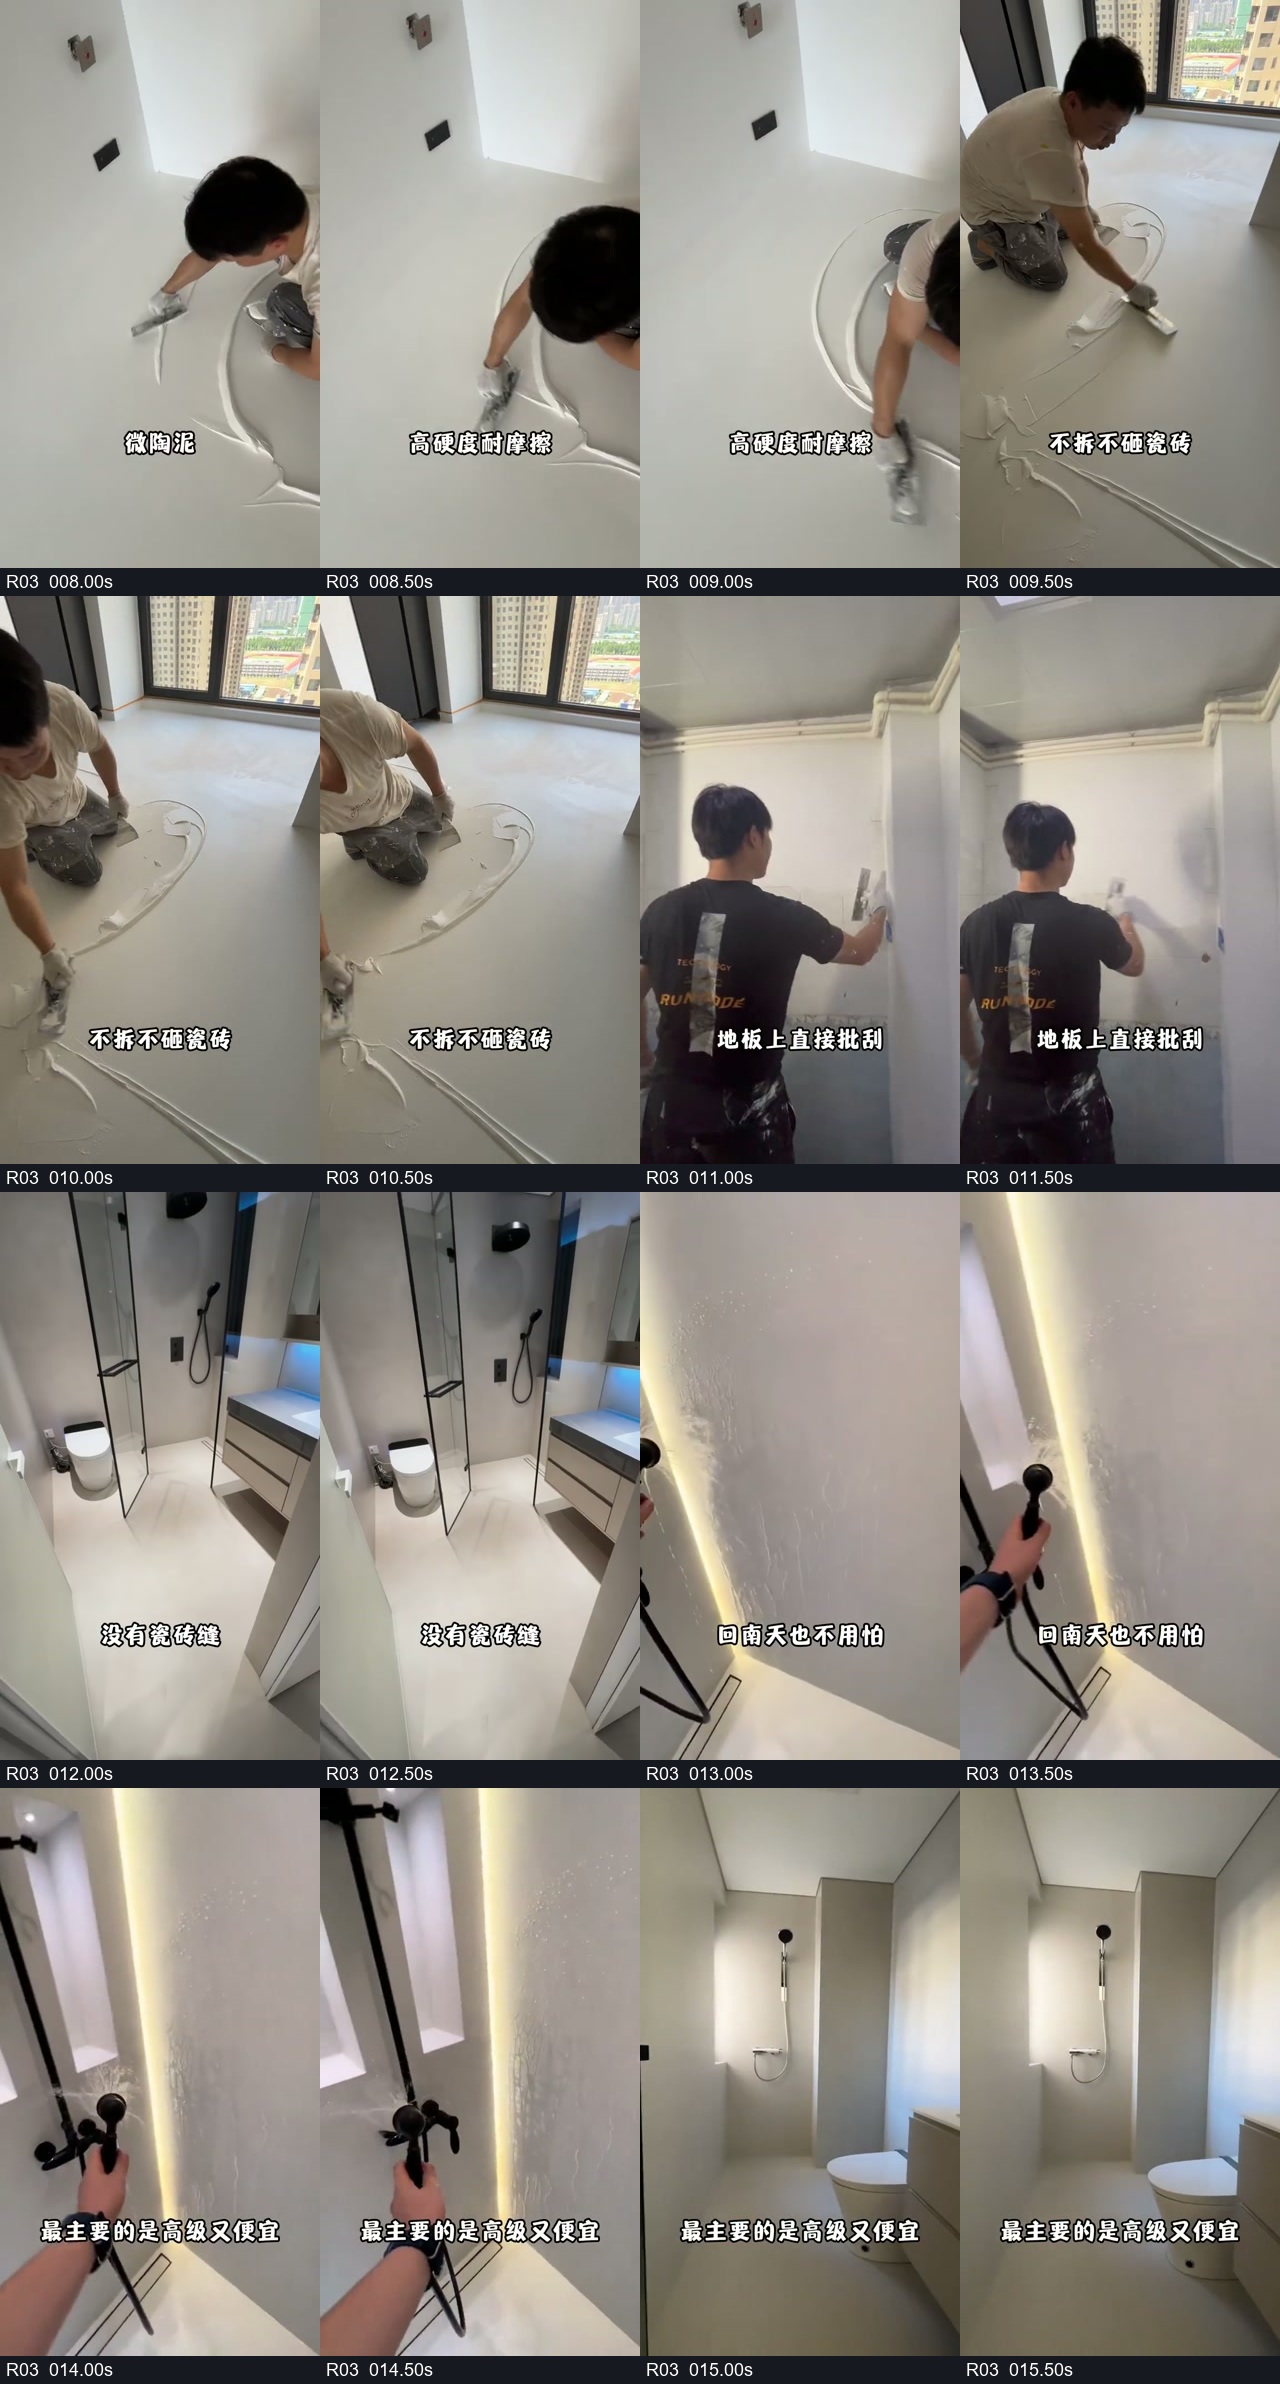 微陶泥
高硬度耐摩擦
高硬度耐摩擦
不拆不砸瓷砖
R03 008.00s
R03 008.50s
R03 009.00s
R03 009.50s
不拆不砸瓷砖
不拆不砸瓷砖
RUN
地板上直接批刮
地板上直接批刮
R03 010.00s
R03 010.50s
R03 011.00s
R03 011.50s
没有瓷砖缝
没有瓷砖缝
回南天也不用怕
回南天也不用怕
R03 012.00s
R03 012.50s
R03 013.00s
R03 013.50s
最主要的是高级又便宜
最主要的是高级又便宜
最主要的是高级又便宜
最主要的是高级又便宜
R03 014.00s
R03 014.50s
R03 015.00s
R03 015.50s